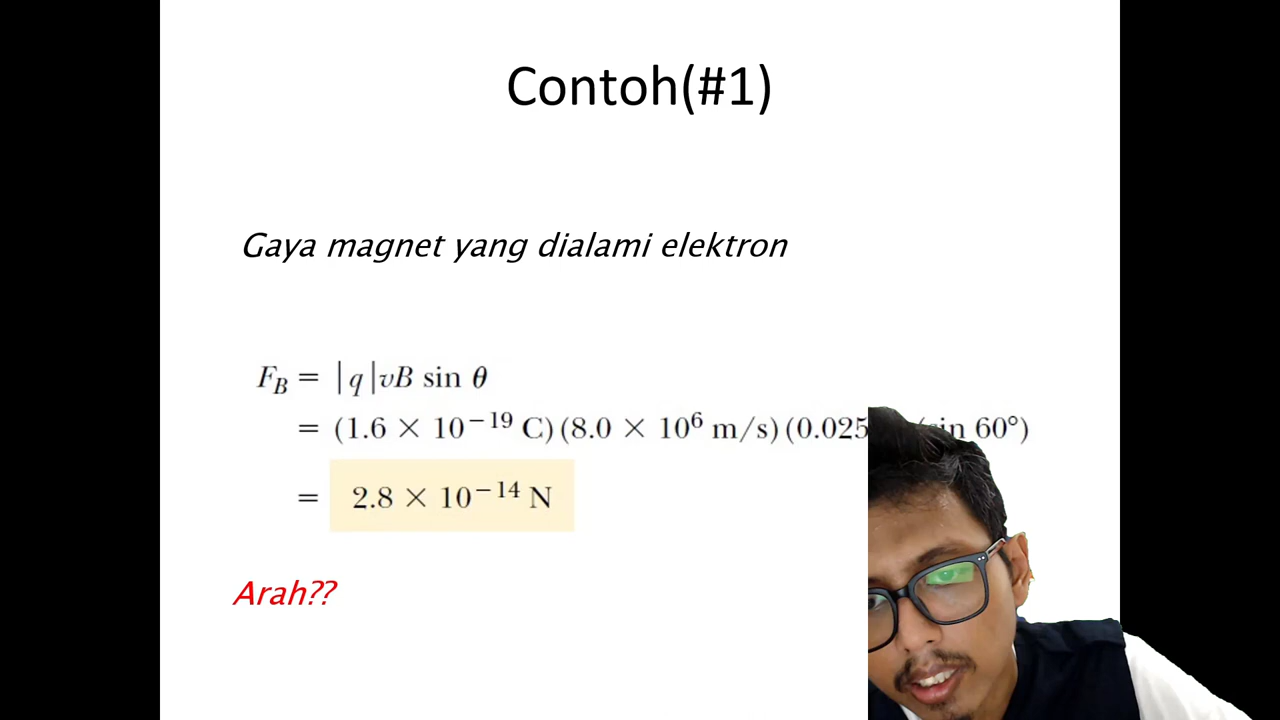 Contoh(#1)
Gaya magnet yang dialami elektron
F_B = |q|vB sin θ
= (1.6 × 10⁻¹⁹ C)(8.0 × 10⁶ m/s)(0.025 60°)
= 2.8 × 10⁻¹⁴ N
Arah??